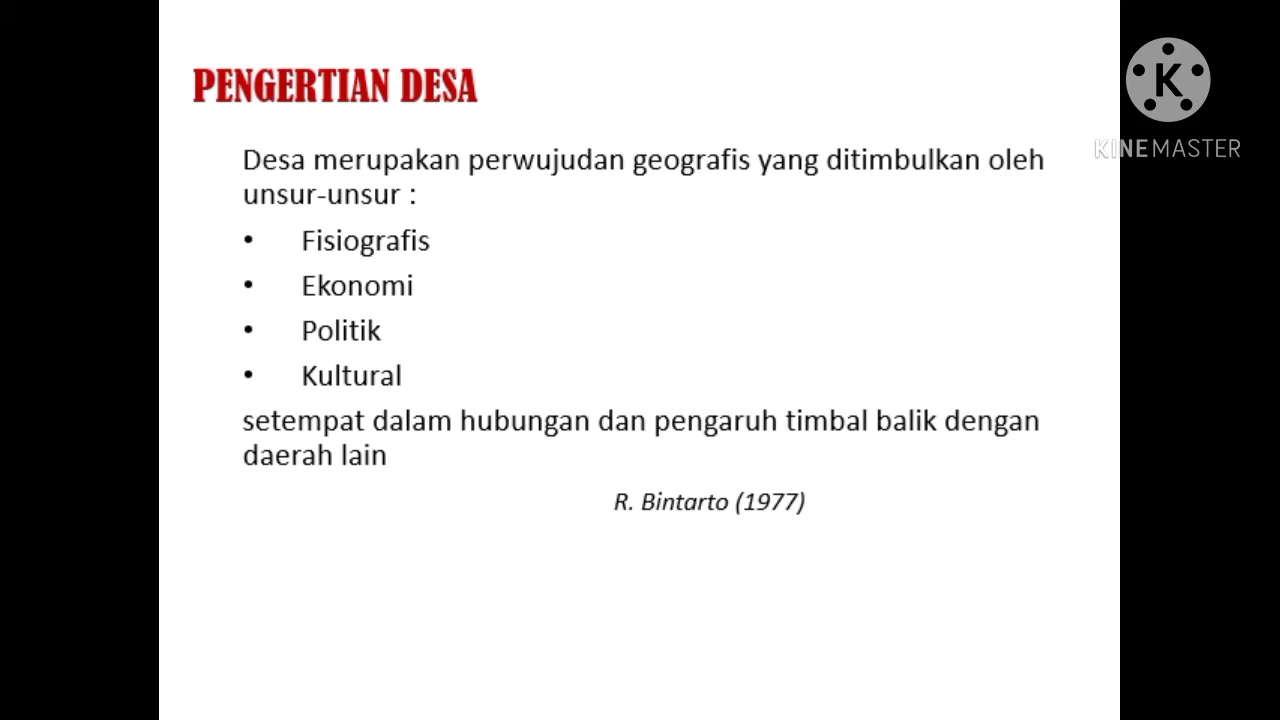 PENGERTIAN DESA
Desa merupakan perwujudan geografis yang ditimbulkan oleh
unsur-unsur :
• Fisiografis
• Ekonomi
• Politik
• Kultural
setempat dalam hubungan dan pengaruh timbal balik dengan
daerah lain
R. Bintarto (1977)
K
KINEMASTER